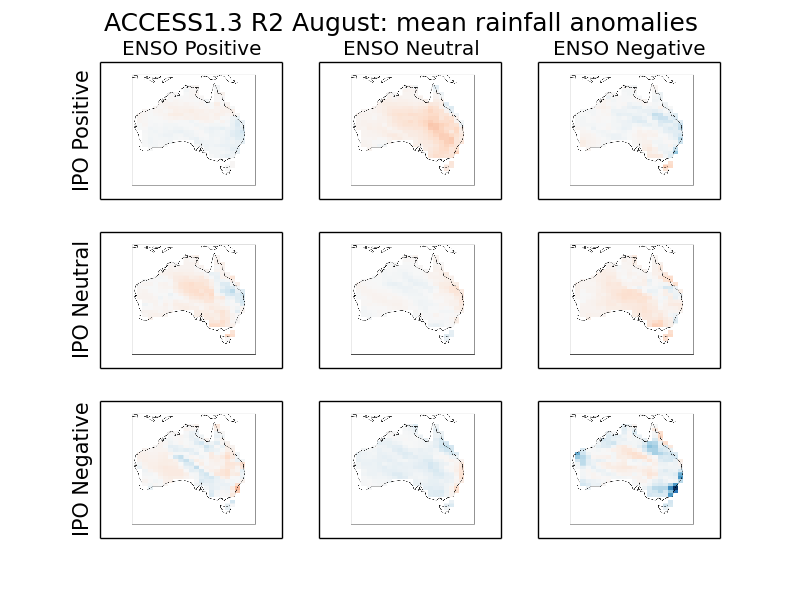 ACCESS1.3 R2 August: mean rainfall anomalies
ENSO Positive
ENSO Neutral
ENSO Negative
IPO Positive
IPO Neutral
IPO Negative